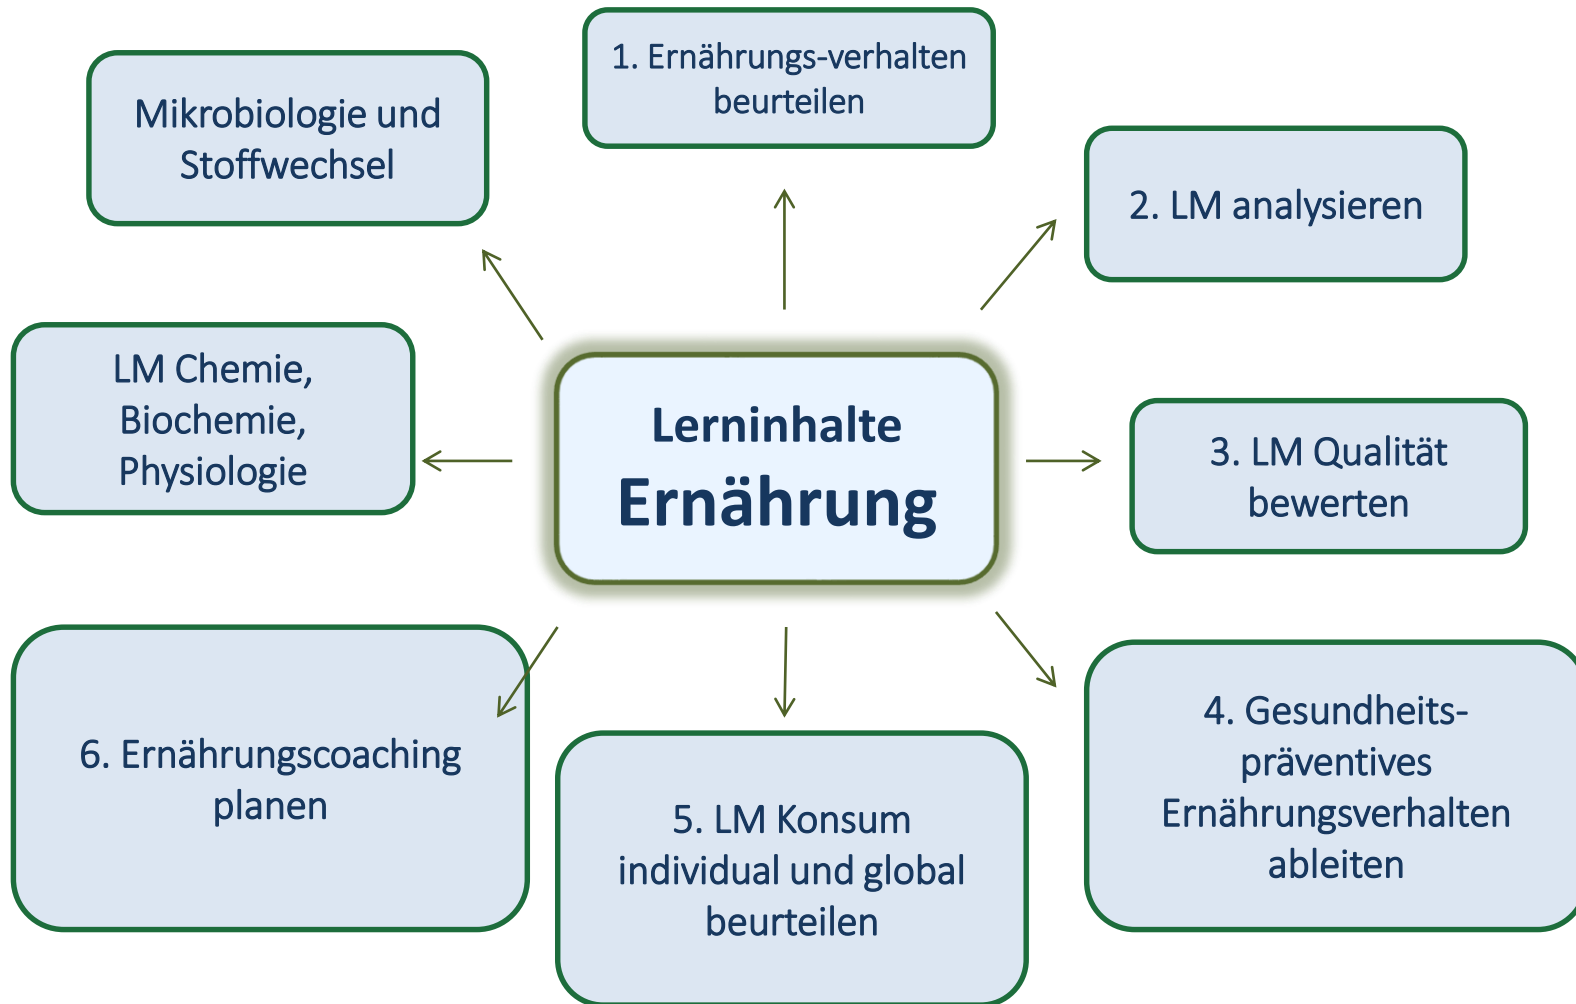 1. Ernährungs-verhalten
beurteilen
Mikrobiologie und
Stoffwechsel
2. LM analysieren
LM Chemie,
Biochemie,
Physiologie
Lerninhalte
Ernährung
3. LM Qualität
bewerten
4. Gesundheits-
präventives
Ernährungsverhalten
ableiten
6. Ernährungscoaching
planen
5. LM Konsum
individual und global
beurteilen